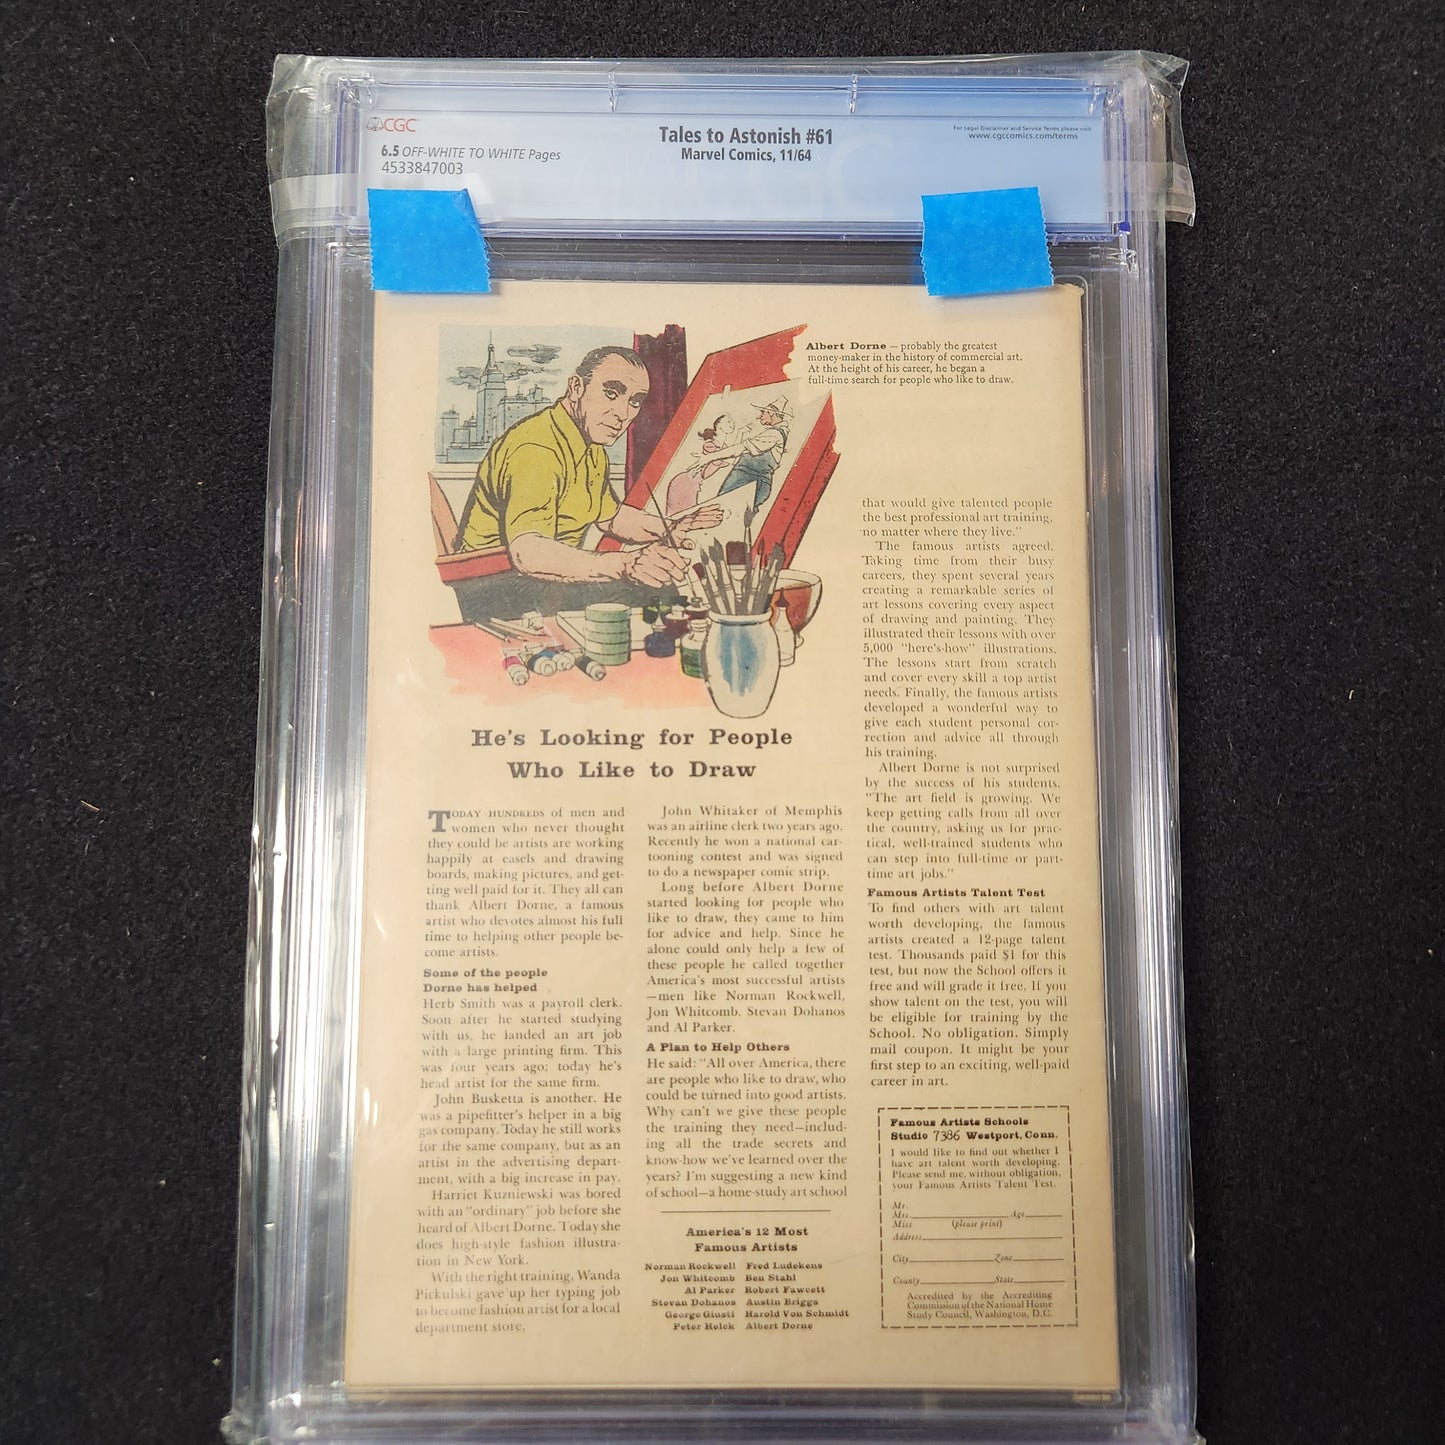 CGC
6.5 OFF-WHITE TO WHITE Pages
4533847003
Tales to Astonish #61
Marvel Comics, 11/64
For Legal Disclaimer and Service Terms please visit
www.cgccomics.com/terms
Albert Dorne — probably the greatest
money-maker in the history of commercial art.
At the height of his career, he began a
full-time search for people who like to draw.
He's Looking for People
Who Like to Draw
TODAY HUNDREDS of men and
women who never thought
they could be artists are working
happily at easels and drawing
boards, making pictures, and get-
ting well paid for it. They all can
thank Albert Dorne, a famous
artist who devotes almost his full
time to helping other people be-
come artists.
Some of the people
Dorne has helped
Herb Smith was a payroll clerk.
Soon after he started studying
with us, he landed an art job
with a large printing firm. This
was four years ago; today he's
head artist for the same firm.
John Busketta is another. He
was a pipefitter's helper in a big
gas company. Today he still works
for the same company, but as an
artist in the advertising depart-
ment, with a big increase in pay.
Harriet Kuzniewski was bored
with an "ordinary" job before she
heard of Albert Dorne. Today she
does high-style fashion illustra-
tion in New York.
With the right training, Wanda
Pickulski gave up her typing job
to become fashion artist for a local
department store.
John Whitaker of Memphis
was an airline clerk two years ago.
Recently he won a national car-
tooning contest and was signed
to do a newspaper comic strip.
Long before Albert Dorne
started looking for people who
like to draw, they came to him
for advice and help. Since he
alone could only help a few of
these people he called together
America's most successful artists
—men like Norman Rockwell,
Jon Whitcomb, Stevan Dohanos
and Al Parker.
A Plan to Help Others
He said: "All over America, there
are people who like to draw, who
could be turned into good artists.
Why can't we give these people
the training they need—includ-
ing all the trade secrets and
know-how we've learned over the
years? I'm suggesting a new kind
of school—a home-study art school
America's 12 Most
Famous Artists
Norman Rockwell Fred Ludekens
Jon Whitcomb Ben Stahl
Al Parker Robert Fawcett
Stevan Dohanos Austin Briggs
George Giusti Harold Von Schmidt
Peter Helck Albert Dorne
that would give talented people
the best professional art training,
no matter where they live."
The famous artists agreed.
Taking time from their busy
careers, they spent several years
creating a remarkable series of
art lessons covering every aspect
of drawing and painting. They
illustrated their lessons with over
5,000 "here's-how" illustrations.
The lessons start from scratch
and cover every skill a top artist
needs. Finally, the famous artists
developed a wonderful way to
give each student personal cor-
rection and advice all through
his training.
Albert Dorne is not surprised
by the success of his students.
"The art field is growing. We
keep getting calls from all over
the country, asking us for prac-
tical, well-trained students who
can step into full-time or part-
time art jobs."
Famous Artists Talent Test
To find others with art talent
worth developing, the famous
artists created a 12-page talent
test. Thousands paid $1 for this
test, but now the School offers it
free and will grade it free. If you
show talent on the test, you will
be eligible for training by the
School. No obligation. Simply
mail coupon. It might be your
first step to an exciting, well-paid
career in art.
Famous Artists Schools
Studio 7386 Westport, Conn.
I would like to find out whether I
have art talent worth developing.
Please send me, without obligation,
your Famous Artists Talent Test.
Mr.
Mrs. Age
Miss (please print)
Address
City Zone
County State
Accredited by the Accrediting
Commission of the National Home
Study Council, Washington, D.C.